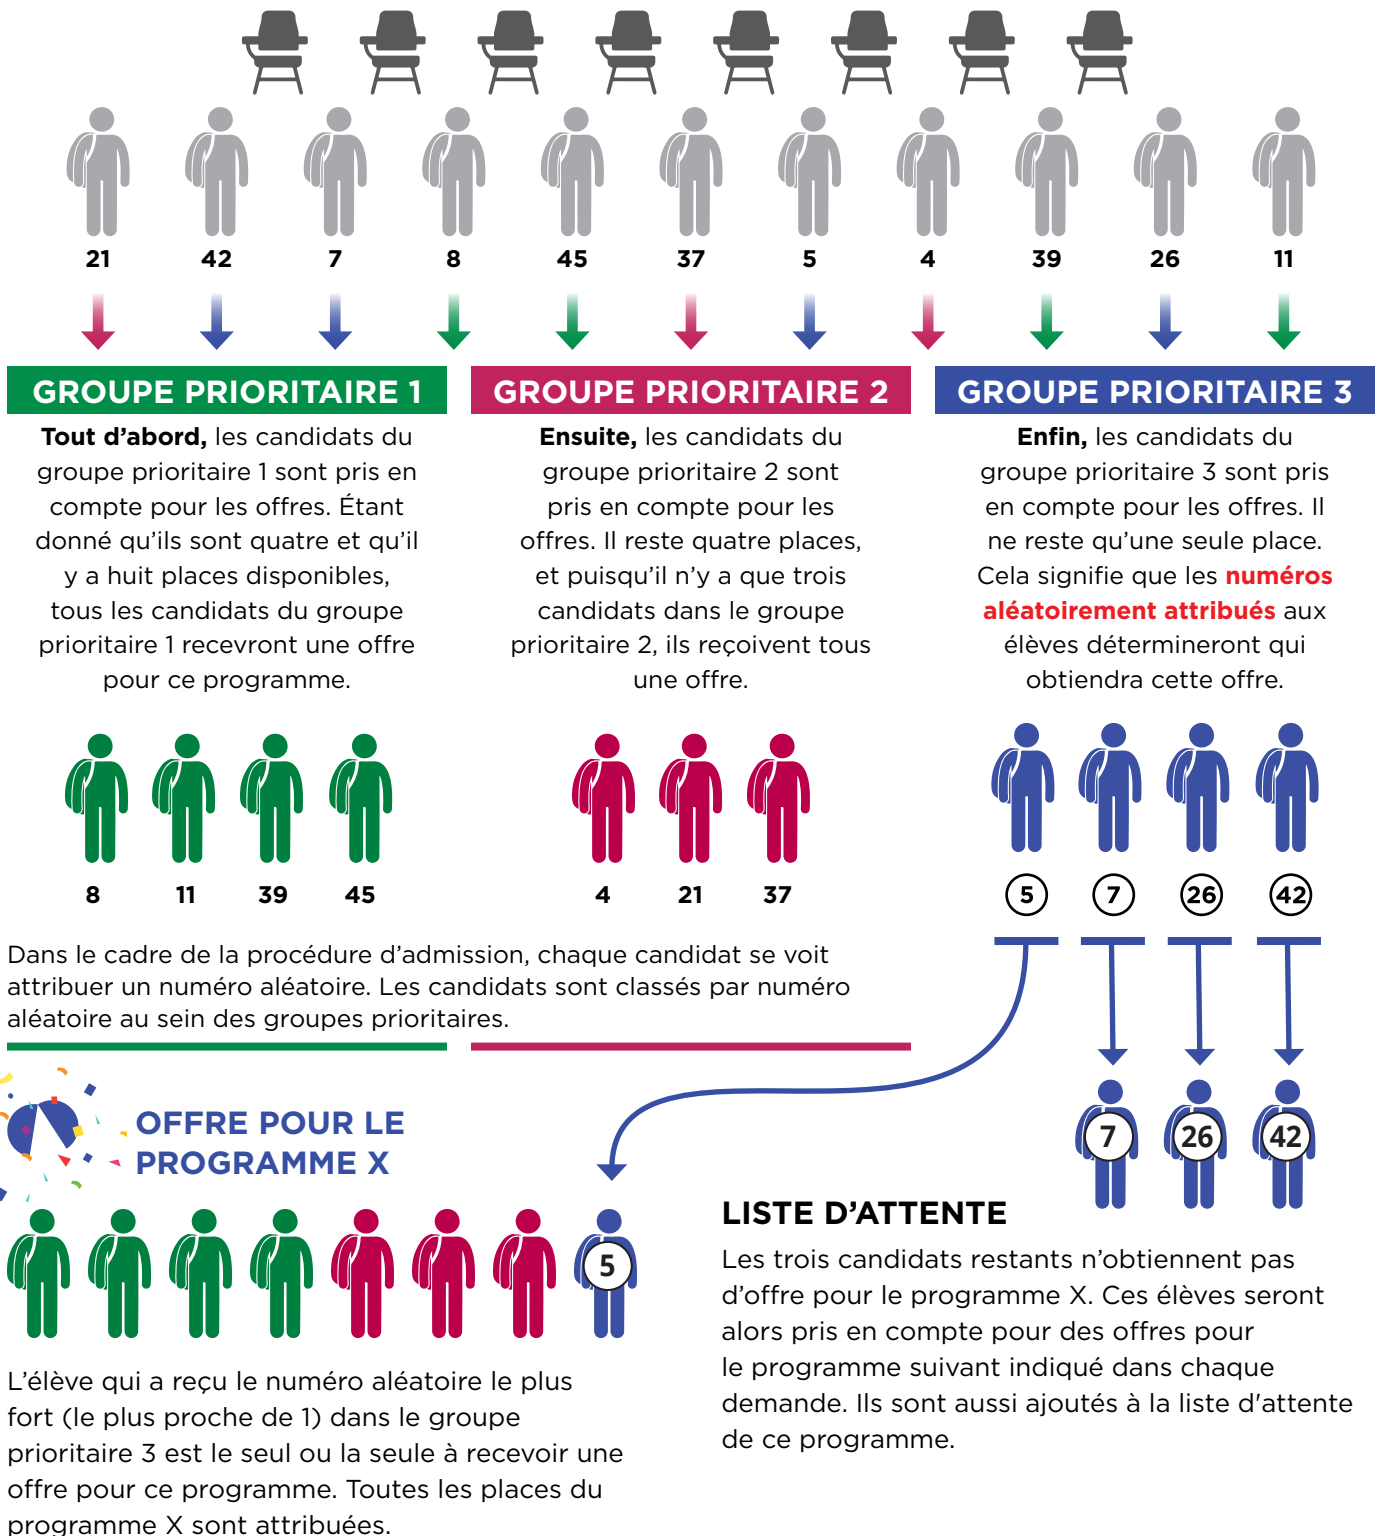 21 42 7 8 45 37 5 4 39 26 11
GROUPE PRIORITAIRE 1
Tout d’abord, les candidats du
groupe prioritaire 1 sont pris en
compte pour les offres. Étant
donné qu’ils sont quatre et qu’il
y a huit places disponibles,
tous les candidats du groupe
prioritaire 1 recevront une offre
pour ce programme.
8 11 39 45
GROUPE PRIORITAIRE 2
Ensuite, les candidats du
groupe prioritaire 2 sont
pris en compte pour les
offres. Il reste quatre places,
et puisqu’il n’y a que trois
candidats dans le groupe
prioritaire 2, ils reçoivent tous
une offre.
4 21 37
GROUPE PRIORITAIRE 3
Enfin, les candidats du
groupe prioritaire 3 sont pris
en compte pour les offres. Il
ne reste qu’une seule place.
Cela signifie que les numéros
aléatoirement attribués aux
élèves détermineront qui
obtiendra cette offre.
5 7 26 42
Dans le cadre de la procédure d’admission, chaque candidat se voit
attribuer un numéro aléatoire. Les candidats sont classés par numéro
aléatoire au sein des groupes prioritaires.
OFFRE POUR LE
PROGRAMME X
5
L’élève qui a reçu le numéro aléatoire le plus
fort (le plus proche de 1) dans le groupe
prioritaire 3 est le seul ou la seule à recevoir une
offre pour ce programme. Toutes les places du
programme X sont attribuées.
7 26 42
LISTE D’ATTENTE
Les trois candidats restants n’obtiennent pas
d’offre pour le programme X. Ces élèves seront
alors pris en compte pour des offres pour
le programme suivant indiqué dans chaque
demande. Ils sont aussi ajoutés à la liste d'attente
de ce programme.